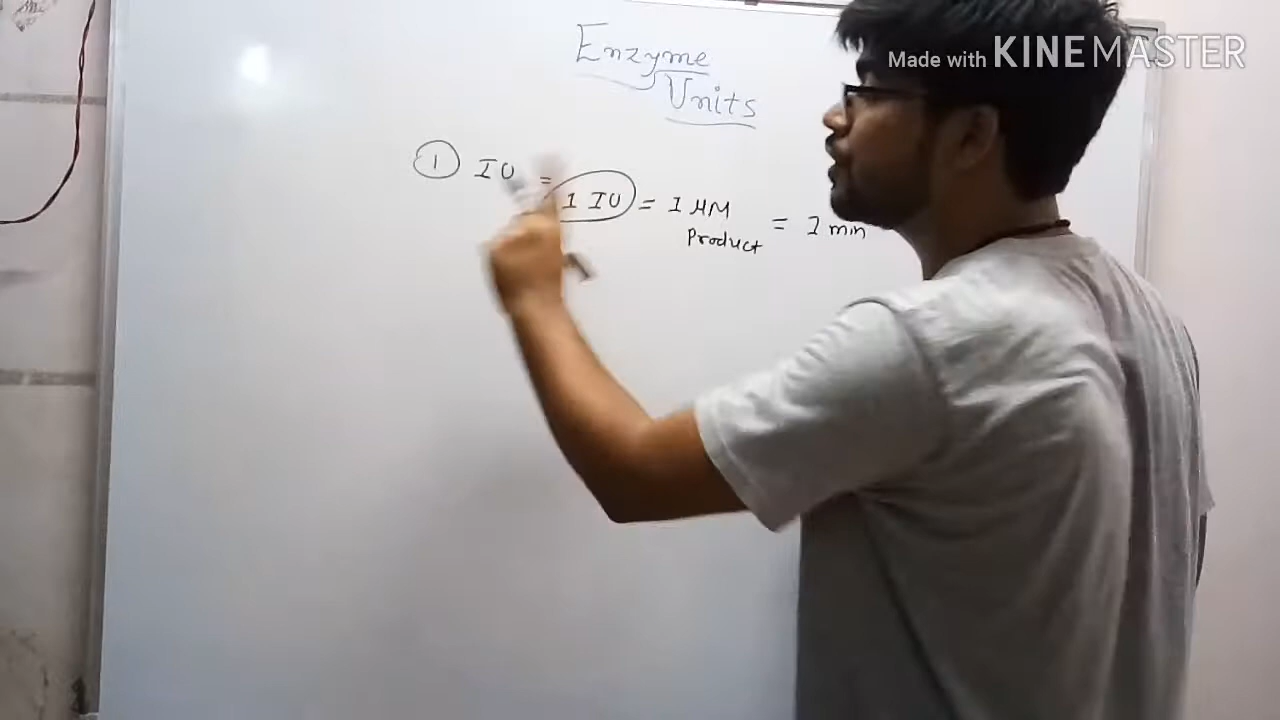 Made with KINEMASTER
Enzyme
Units
① IU =
1 IU = 1 μM = 1 min
Product